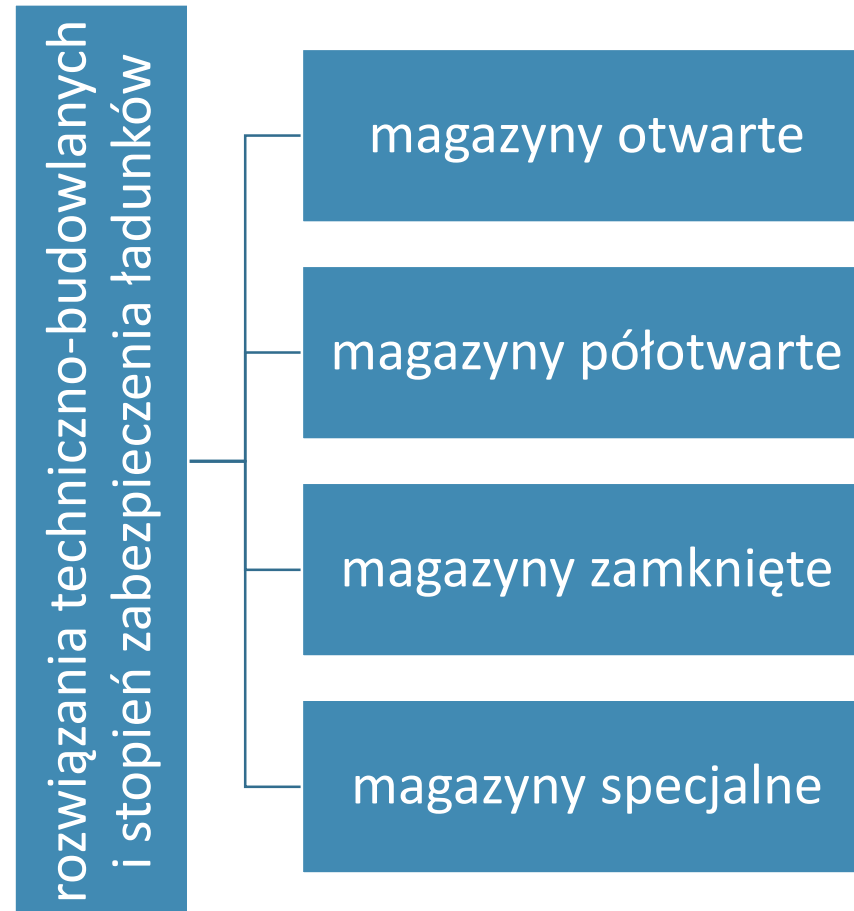 rozwiązania techniczno-budowlanych
i stopień zabezpieczenia ładunków
magazyny otwarte
magazyny półotwarte
magazyny zamknięte
magazyny specjalne